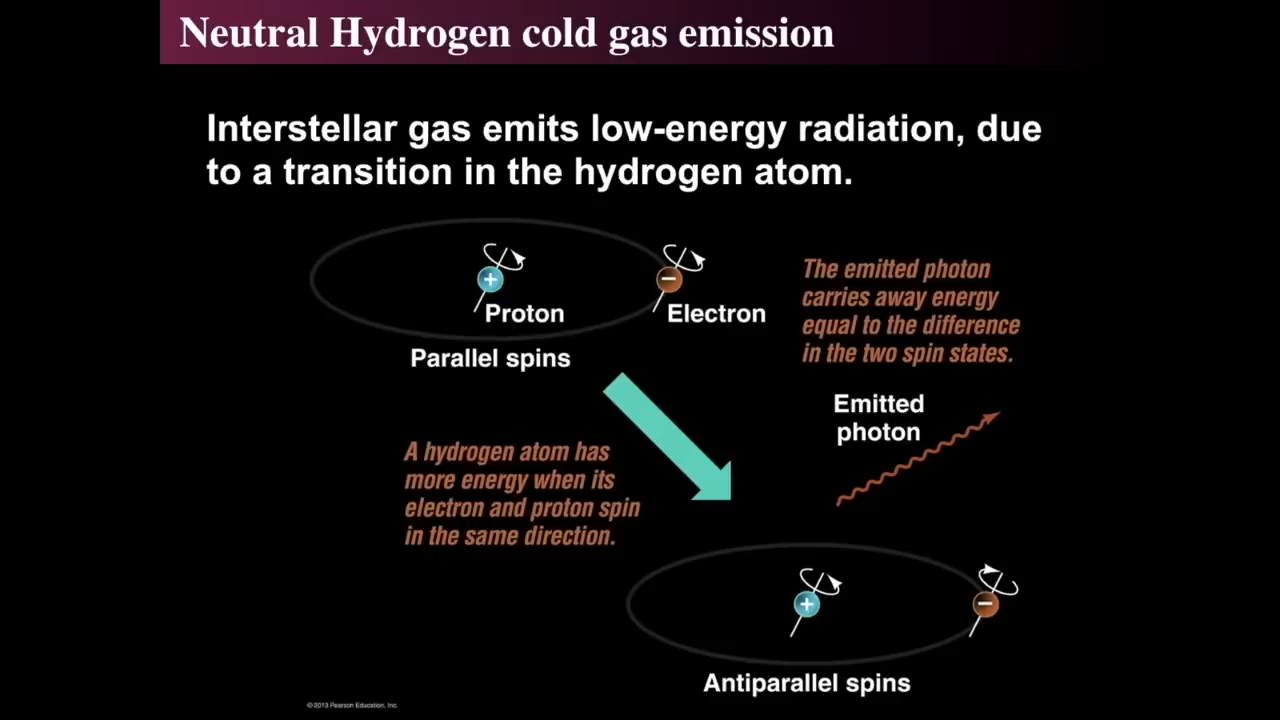 Neutral Hydrogen cold gas emission
Interstellar gas emits low-energy radiation, due
to a transition in the hydrogen atom.
+
−
Proton
Electron
Parallel spins
The emitted photon
carries away energy
equal to the difference
in the two spin states.
Emitted
photon
A hydrogen atom has
more energy when its
electron and proton spin
in the same direction.
+
−
Antiparallel spins
© 2013 Pearson Education, Inc.